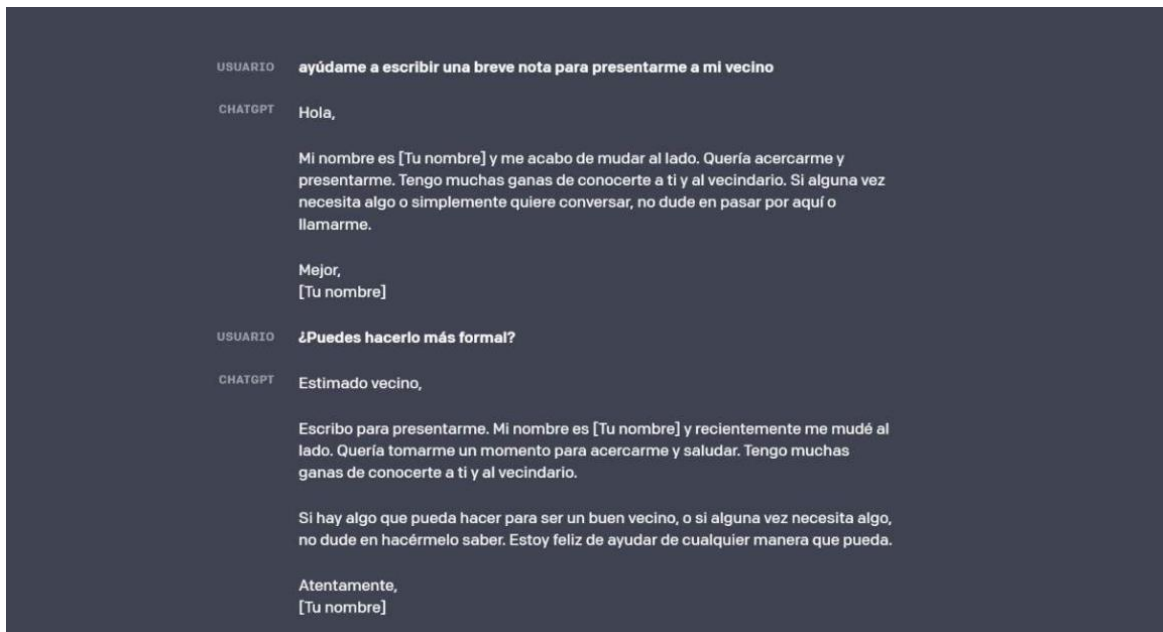 USUARIO ayúdame a escribir una breve nota para presentarme a mi vecino
CHATGPT Hola,
Mi nombre es [Tu nombre] y me acabo de mudar al lado. Quería acercarme y
presentarme. Tengo muchas ganas de conocerte a ti y al vecindario. Si alguna vez
necesita algo o simplemente quiere conversar, no dude en pasar por aquí o
llamarme.
Mejor,
[Tu nombre]
USUARIO ¿Puedes hacerlo más formal?
CHATGPT Estimado vecino,
Escribo para presentarme. Mi nombre es [Tu nombre] y recientemente me mudé al
lado. Quería tomarme un momento para acercarme y saludar. Tengo muchas
ganas de conocerte a ti y al vecindario.
Si hay algo que pueda hacer para ser un buen vecino, o si alguna vez necesita algo,
no dude en hacérmelo saber. Estoy feliz de ayudar de cualquier manera que pueda.
Atentamente,
[Tu nombre]